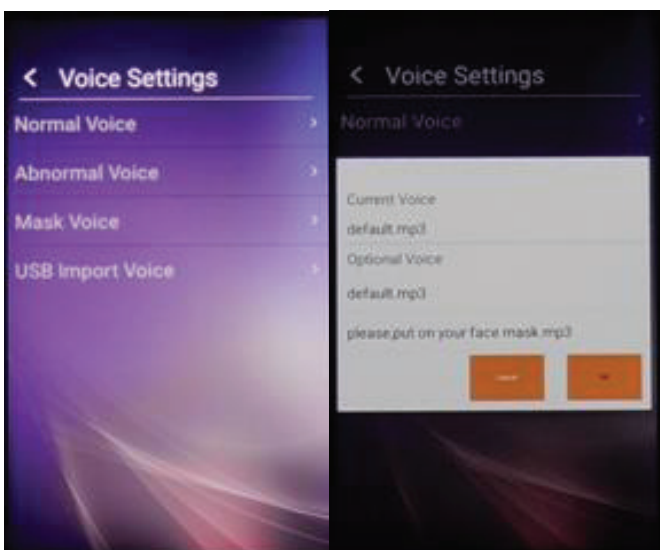 < Voice Settings
Normal Voice >
Abnormal Voice >
Mask Voice >
USB Import Voice >
< Voice Settings
Normal Voice >
Current Voice
default.mp3
Optional Voice
default.mp3
please,put on your face mask.mp3